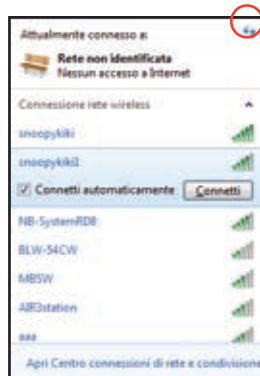 Attualmente connesso a:
Rete non identificata
Nessun accesso a Internet
Connessione rete wireless
snoopykiki
snoopykiki2
Connetti automaticamente
Connetti
NB-SystemRD8
BLW-54CW
MBSW
AIR3station
aaa
Apri Centro connessioni di rete e condivisione